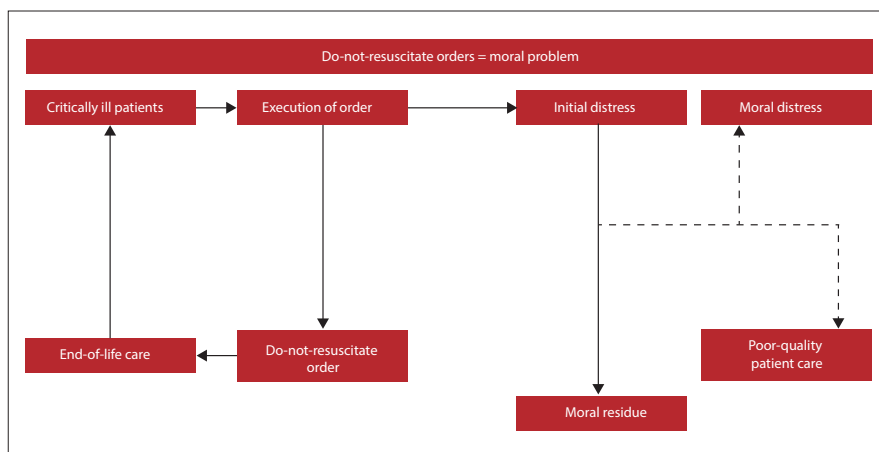 Do-not-resuscitate orders = moral problem
Critically ill patients
Execution of order
Initial distress
Moral distress
End-of-life care
Do-not-resuscitate
order
Poor-quality
patient care
Moral residue